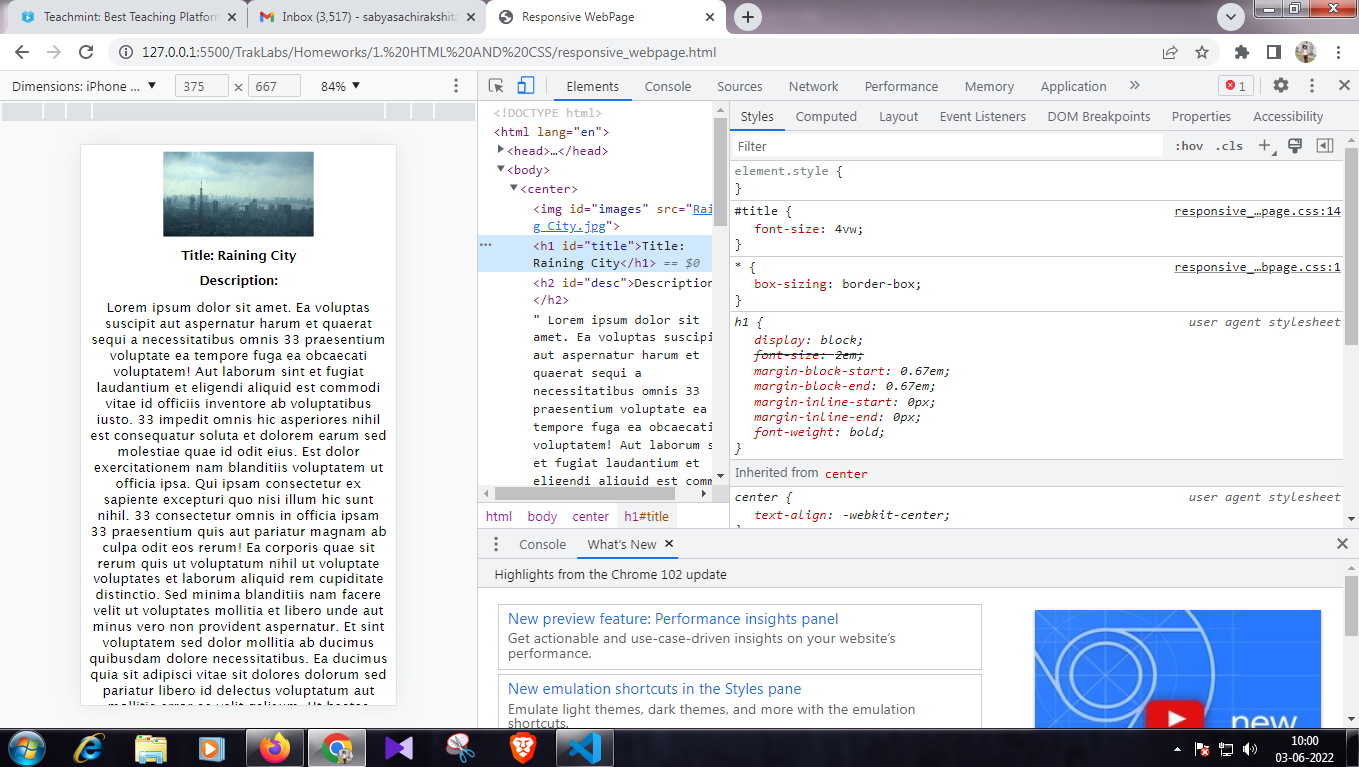 Teachmint: Best Teaching Platform
Inbox (3,517) - sabyasachirakshita
Responsive WebPage
127.0.0.1:5500/TrakLabs/Homeworks/1.%20HTML%20AND%20CSS/responsive_webpage.html
Dimensions: iPhone ... ▼ 375 × 667 84% ▼
Elements Console Sources Network Performance Memory Application » 1
Title: Raining City
Description:
Lorem ipsum dolor sit amet. Ea voluptas
suscipit aut aspernatur harum et quaerat
sequi a necessitatibus omnis 33 praesentium
voluptate ea tempore fuga ea obcaecati
voluptatem! Aut laborum sint et fugiat
laudantium et eligendi aliquid est commodi
vitae id officiis inventore ab voluptatibus
iusto. 33 impedit omnis hic asperiores nihil
est consequatur soluta et dolorem earum sed
molestiae quae id odit eius. Est dolor
exercitationem nam blanditiis voluptatem ut
officia ipsa. Qui ipsam consectetur ex
sapiente excepturi quo nisi illum hic sunt
nihil. 33 consectetur omnis in officia ipsam
33 praesentium quis aut pariatur magnam ab
culpa odit eos rerum! Ea corporis quae sit
rerum quis ut voluptatum nihil ut voluptate
voluptates et laborum aliquid rem cupiditate
distinctio. Sed minima blanditiis nam facere
velit ut voluptates mollitia et libero unde aut
minus vero non provident aspernatur. Et sint
voluptatem sed dolor mollitia ab ducimus
quibusdam dolore necessitatibus. Ea ducimus
quia sit adipisci vitae sit dolores dolorum sed
pariatur libero id delectus voluptatum aut
<!DOCTYPE html>
<html lang="en">
<head>…</head>
<body>
<center>
<img id="images" src="Rai
g_City.jpg">
<h1 id="title">Title:
Raining City</h1> == $0
<h2 id="desc">Description
</h2>
" Lorem ipsum dolor sit
amet. Ea voluptas suscipi
aut aspernatur harum et
quaerat sequi a
necessitatibus omnis 33
praesentium voluptate ea
tempore fuga ea obcaecati
voluptatem! Aut laborum s
et fugiat laudantium et
eligendi aliquid est comm
html body center h1#title
Styles Computed Layout Event Listeners DOM Breakpoints Properties Accessibility
Filter :hov .cls
element.style {
}
#title { responsive_…page.css:14
font-size: 4vw;
}
* { responsive_…bpage.css:1
box-sizing: border-box;
}
h1 { user agent stylesheet
display: block;
font-size: 2em;
margin-block-start: 0.67em;
margin-block-end: 0.67em;
margin-inline-start: 0px;
margin-inline-end: 0px;
font-weight: bold;
}
Inherited from center
center { user agent stylesheet
text-align: -webkit-center;
Console What's New
Highlights from the Chrome 102 update
New preview feature: Performance insights panel
Get actionable and use-case-driven insights on your website's
performance.
New emulation shortcuts in the Styles pane
Emulate light themes, dark themes, and more with the emulation
shortcuts.
new
10:00
03-06-2022